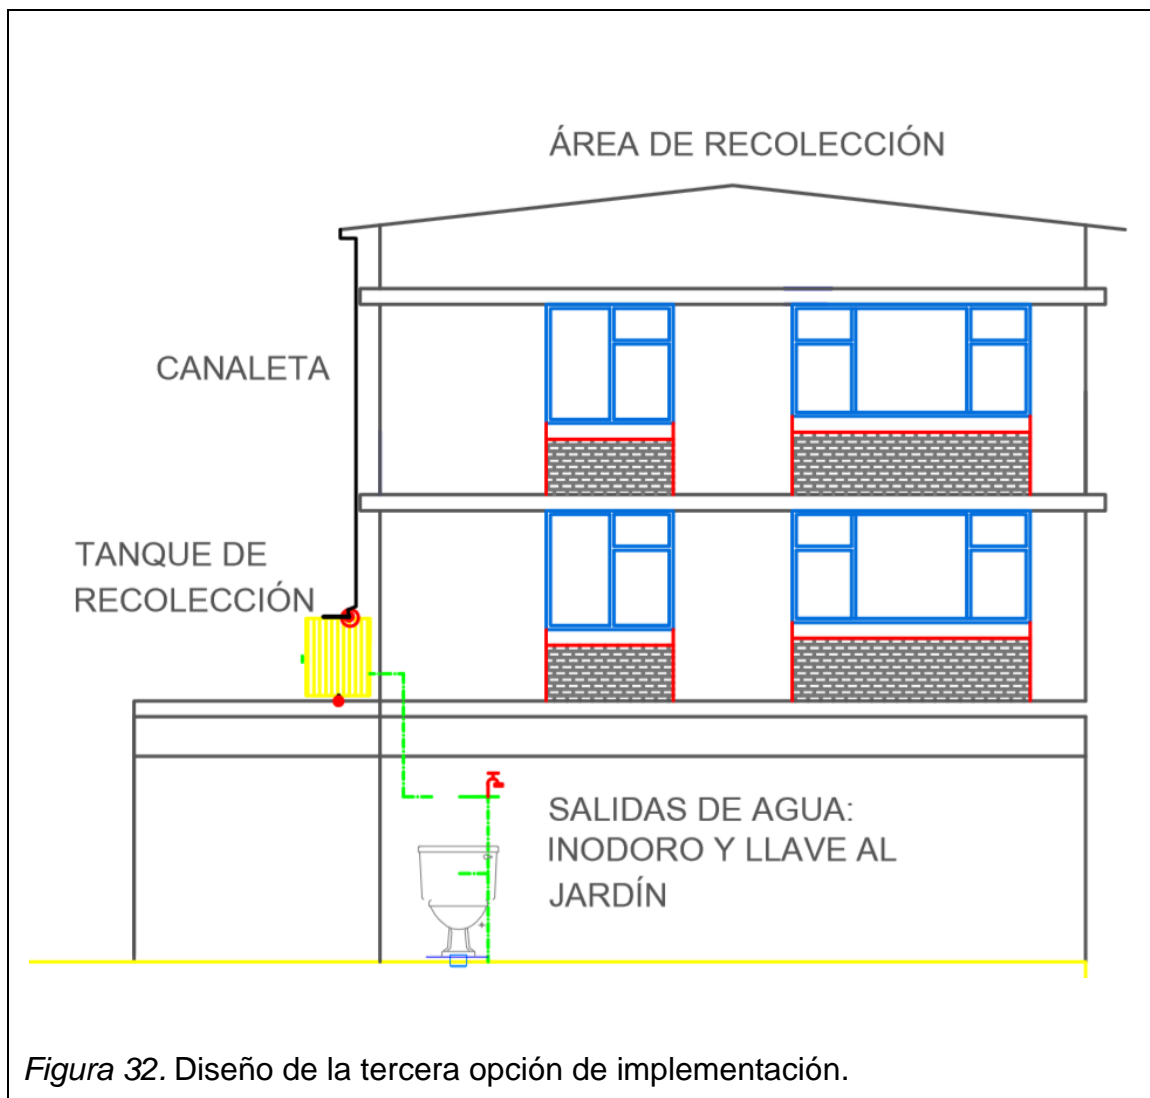 ÁREA DE RECOLECCIÓN
CANALETA
TANQUE DE
RECOLECCIÓN
SALIDAS DE AGUA:
INODORO Y LLAVE AL
JARDÍN
Figura 32. Diseño de la tercera opción de implementación.